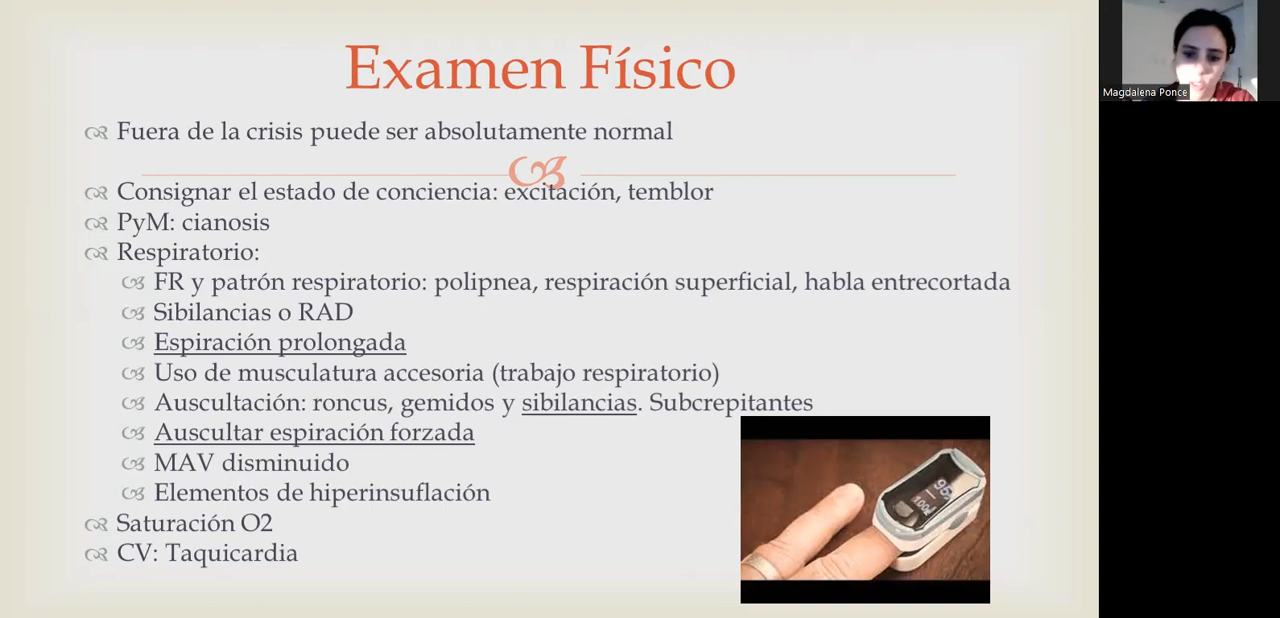 Examen Físico
Fuera de la crisis puede ser absolutamente normal
Consignar el estado de conciencia: excitación, temblor
PyM: cianosis
Respiratorio:
FR y patrón respiratorio: polipnea, respiración superficial, habla entrecortada
Sibilancias o RAD
Espiración prolongada
Uso de musculatura accesoria (trabajo respiratorio)
Auscultación: roncus, gemidos y sibilancias. Subcrepitantes
Auscultar espiración forzada
MAV disminuido
Elementos de hiperinsuflación
Saturación O2
CV: Taquicardia
Magdalena Ponce